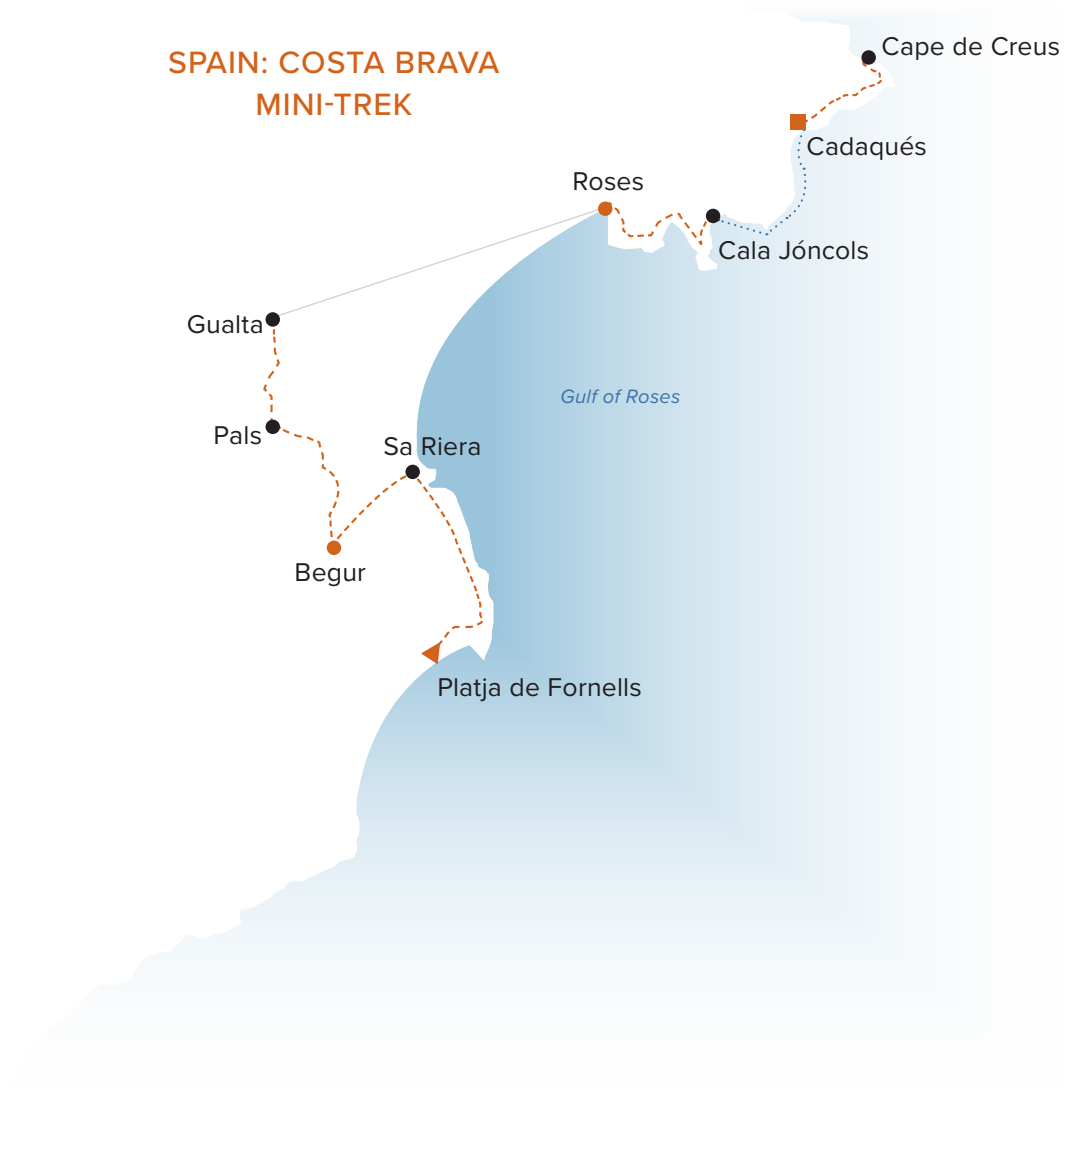 SPAIN: COSTA BRAVA
MINI-TREK
Cape de Creus
Cadaqués
Roses
Cala Jóncols
Gualta
Gulf of Roses
Pals
Sa Riera
Begur
Platja de Fornells